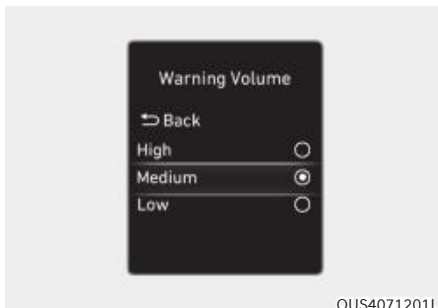 Warning Volume
Back
High
Medium
Low
OUS4071201L